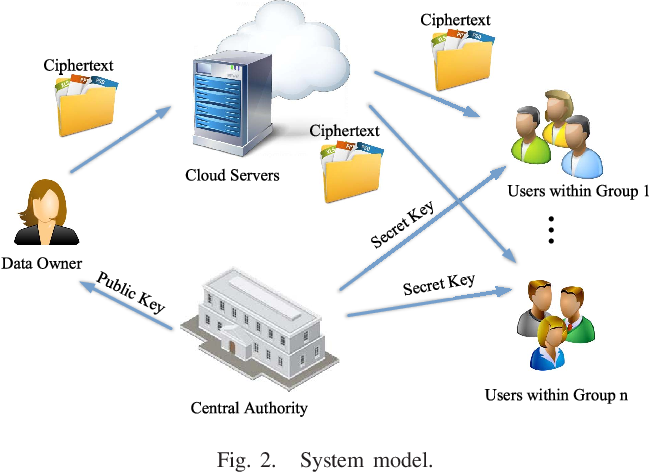 Ciphertext
Ciphertext
Ciphertext
Cloud Servers
Users within Group 1
Secret Key
Data Owner
Public Key
Secret Key
Users within Group n
Central Authority
Fig. 2. System model.